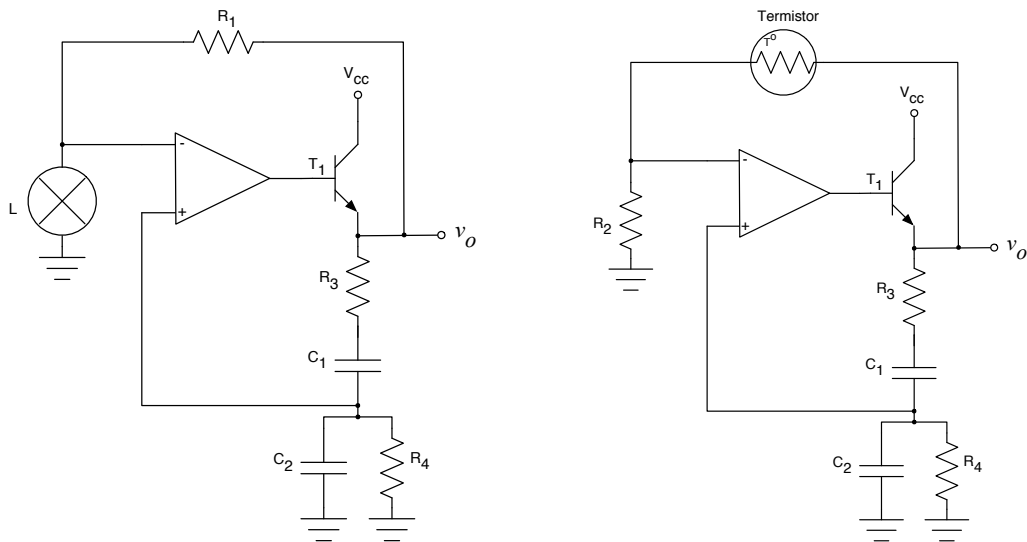 R1
VCC
-
T1
L
+
vO
R3
C1
C2
R4
Termistor
T°
VCC
-
T1
R2
+
vO
R3
C1
C2
R4